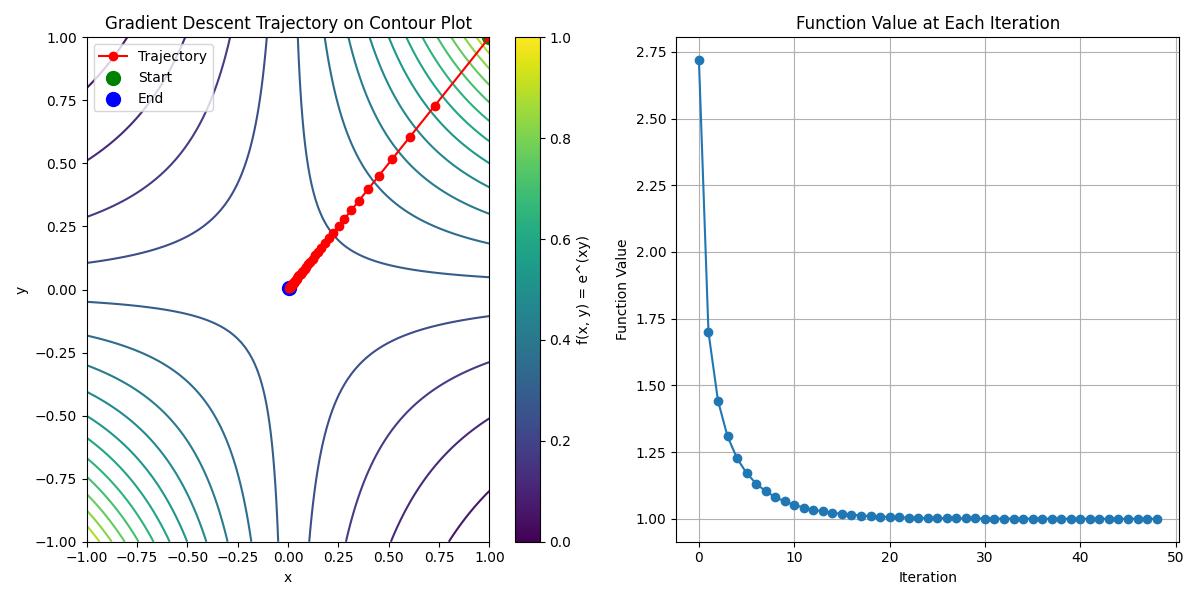 Gradient Descent Trajectory on Contour Plot
1.00
0.75
0.50
0.25
0.00
−0.25
−0.50
−0.75
−1.00
y
Trajectory
Start
End
−1.00 −0.75 −0.50 −0.25 0.00 0.25 0.50 0.75 1.00
x
1.0
0.8
0.6
0.4
0.2
0.0
f(x, y) = e^(xy)
Function Value at Each Iteration
2.75
2.50
2.25
2.00
1.75
1.50
1.25
1.00
Function Value
0 10 20 30 40 50
Iteration